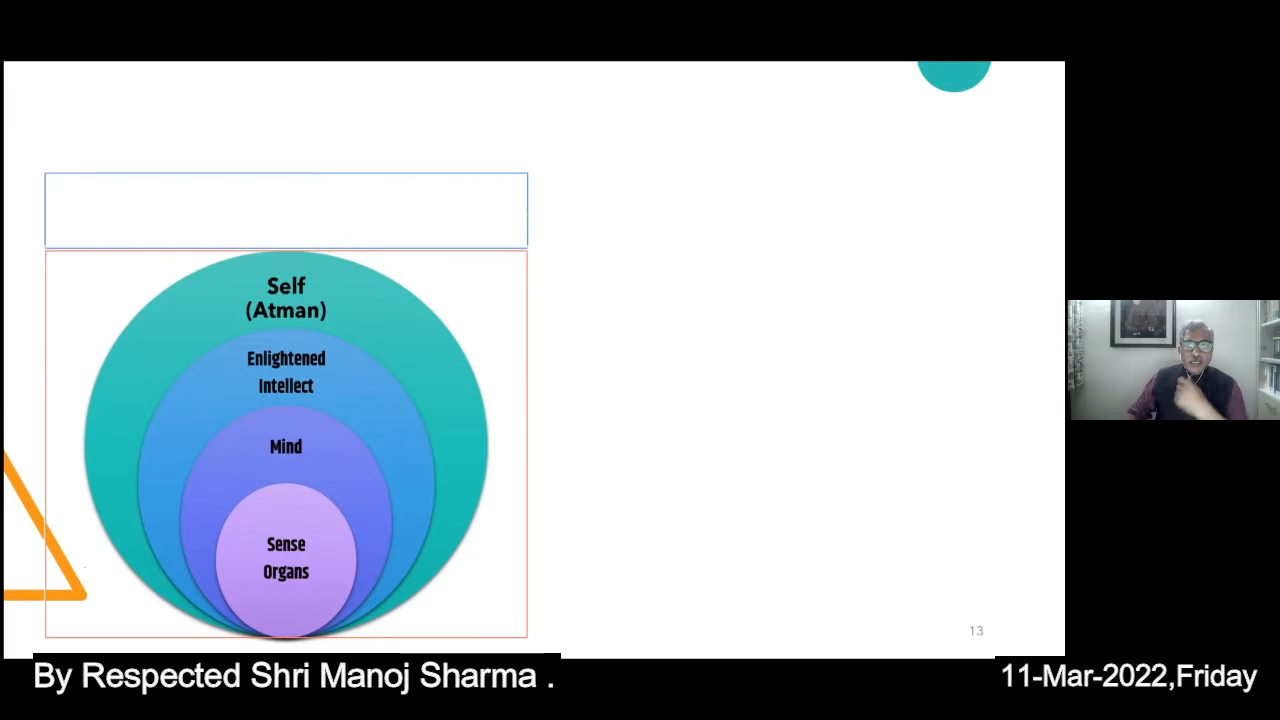 Self
(Atman)
Enlightened
Intellect
Mind
Sense
Organs
13
By Respected Shri Manoj Sharma .
11-Mar-2022,Friday